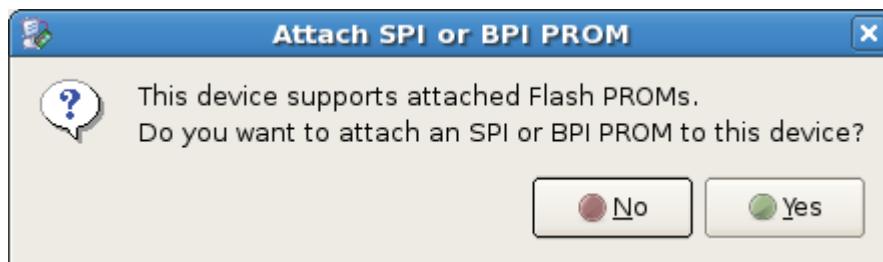 Attach SPI or BPI PROM
This device supports attached Flash PROMs.
Do you want to attach an SPI or BPI PROM to this device?
No
Yes